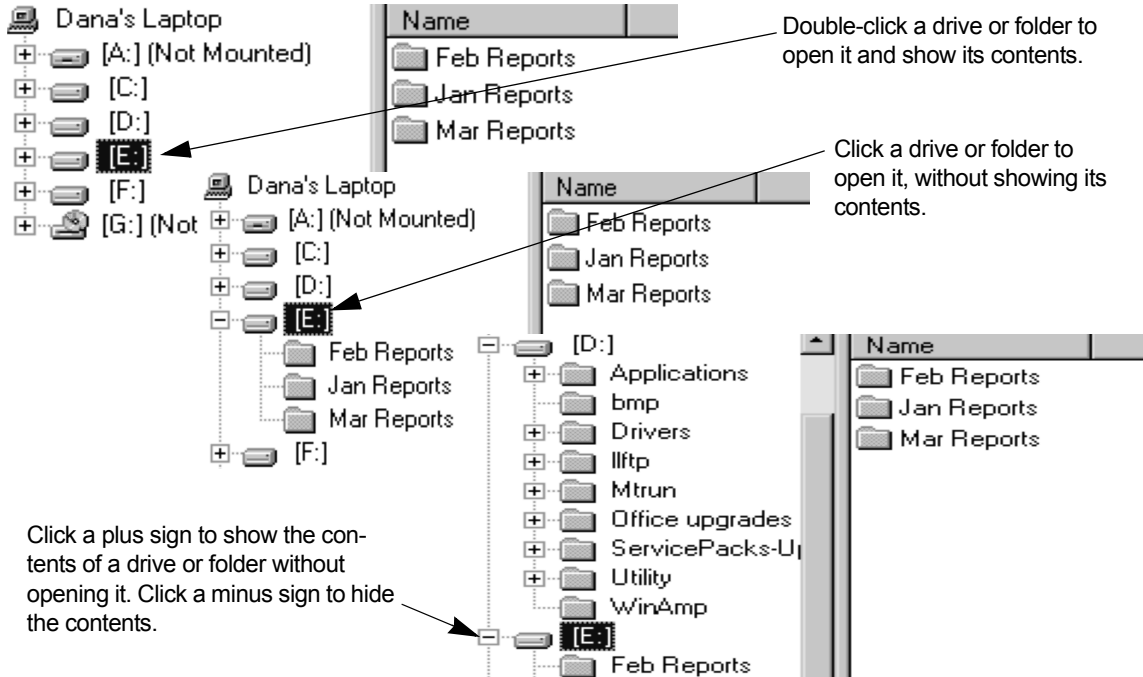 Dana's Laptop
[A:] (Not Mounted)
[C:]
[D:]
[E:]
[F:]
[G:] (Not
Name
Feb Reports
Jan Reports
Mar Reports
Double-click a drive or folder to
open it and show its contents.
Click a drive or folder to
open it, without showing its
contents.
Dana's Laptop
[A:] (Not Mounted)
[C:]
[D:]
[E:]
Feb Reports
Jan Reports
Mar Reports
[F:]
Name
Feb Reports
Jan Reports
Mar Reports
[D:]
Applications
bmp
Drivers
llftp
Mtrun
Office upgrades
ServicePacks-Up
Utility
WinAmp
[E:]
Feb Reports
Name
Feb Reports
Jan Reports
Mar Reports
Click a plus sign to show the con-
tents of a drive or folder without
opening it. Click a minus sign to hide
the contents.